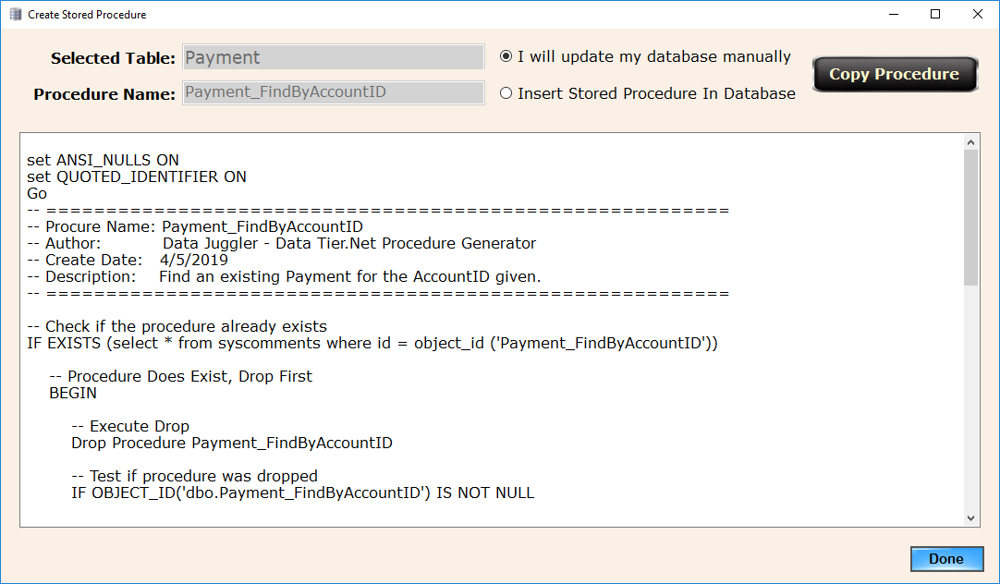 Create Stored Procedure
Selected Table: Payment
I will update my database manually
Copy Procedure
Procedure Name: Payment_FindByAccountID
Insert Stored Procedure In Database
set ANSI_NULLS ON
set QUOTED_IDENTIFIER ON
Go
-- =========================================================
-- Procure Name: Payment_FindByAccountID
-- Author: Data Juggler - Data Tier.Net Procedure Generator
-- Create Date: 4/5/2019
-- Description: Find an existing Payment for the AccountID given.
-- =========================================================
-- Check if the procedure already exists
IF EXISTS (select * from syscomments where id = object_id ('Payment_FindByAccountID'))
-- Procedure Does Exist, Drop First
BEGIN
-- Execute Drop
Drop Procedure Payment_FindByAccountID
-- Test if procedure was dropped
IF OBJECT_ID('dbo.Payment_FindByAccountID') IS NOT NULL
Done